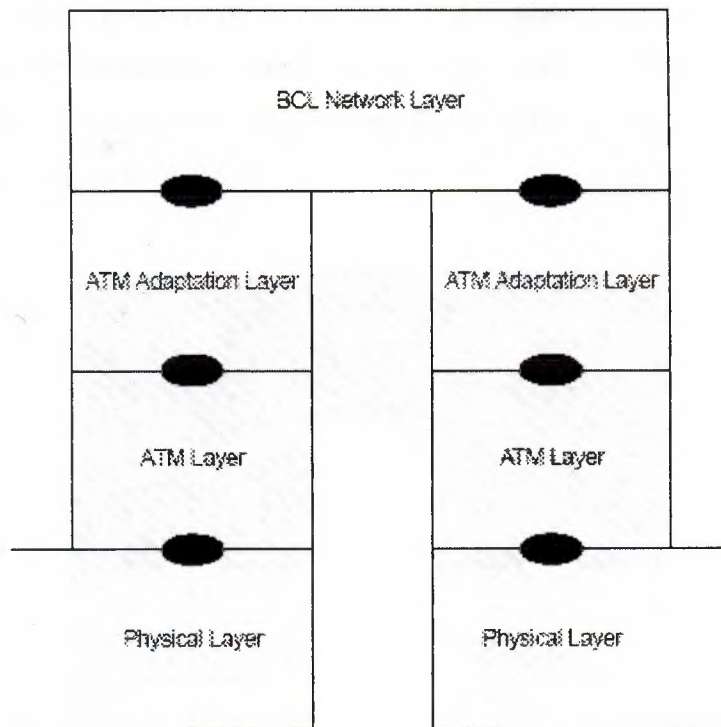 BCL Network Layer
ATM Adaptation Layer
ATM Adaptation Layer
ATM Layer
ATM Layer
Physical Layer
Physical Layer